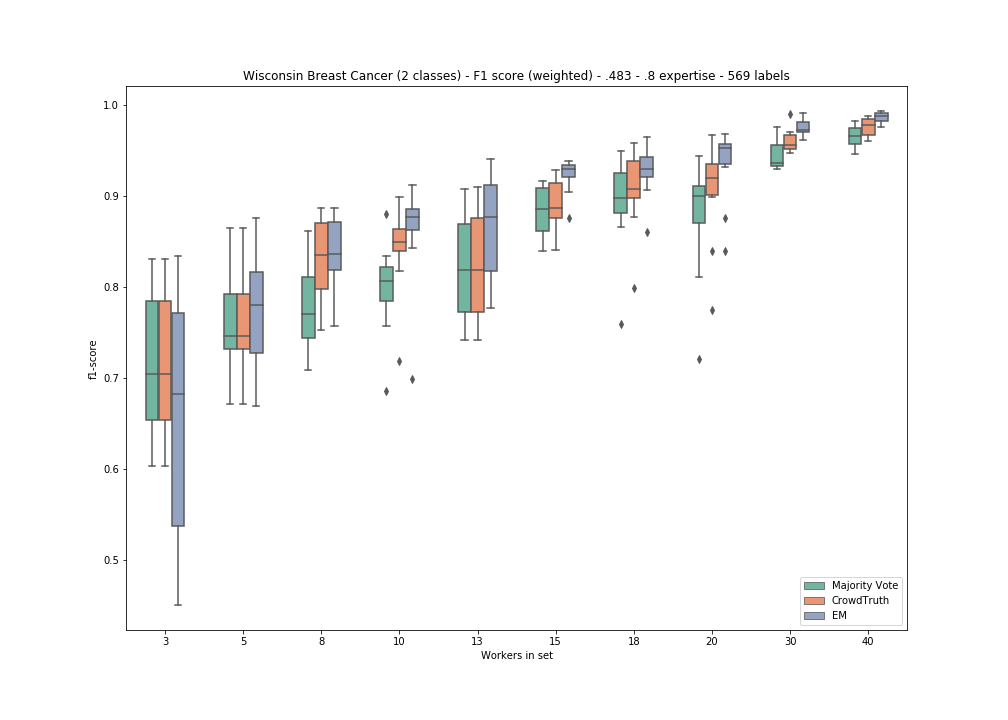 Wisconsin Breast Cancer (2 classes) - F1 score (weighted) - .483 - .8 expertise - 569 labels
1.0
0.9
0.8
0.7
0.6
0.5
f1-score
3 5 8 10 13 15 18 20 30 40
Workers in set
Majority Vote
CrowdTruth
EM